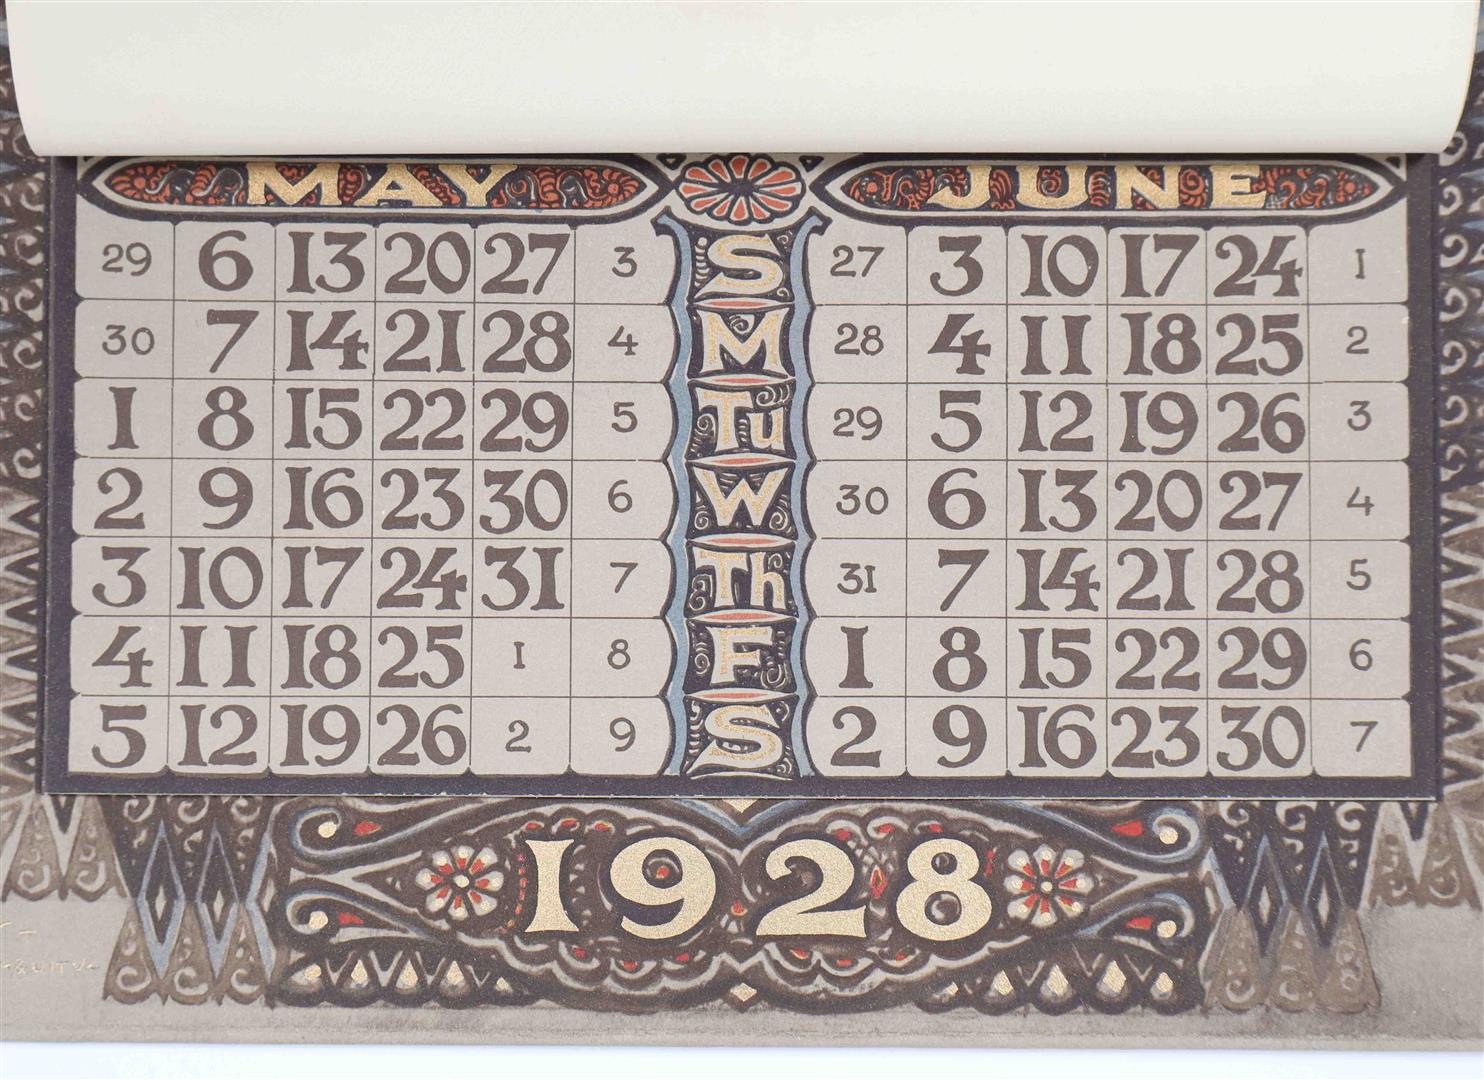 MAY JUNE
29 6 13 20 27 3 S 27 3 10 17 24 1
30 7 14 21 28 4 M 28 4 11 18 25 2
1 8 15 22 29 5 Tu 29 5 12 19 26 3
2 9 16 23 30 6 W 30 6 13 20 27 4
3 10 17 24 31 7 Th 31 7 14 21 28 5
4 11 18 25 1 8 F 1 8 15 22 29 6
5 12 19 26 2 9 S 2 9 16 23 30 7
1928